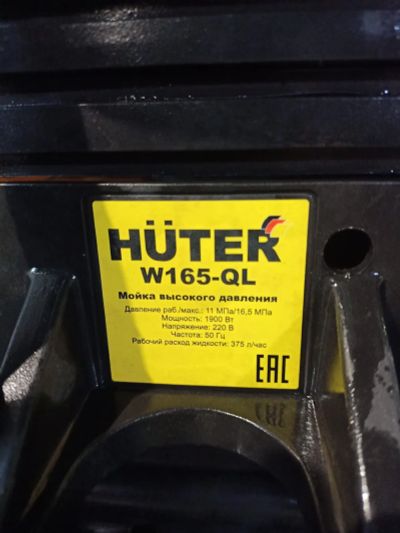 HÜTER
W165-QL
Мойка высокого давления
Давление раб./макс.: 11 МПа/16,5 МПа
Мощность: 1900 Вт
Напряжение: 220 В
Частота: 50 Гц
Рабочий расход жидкости: 375 л/час
EAC